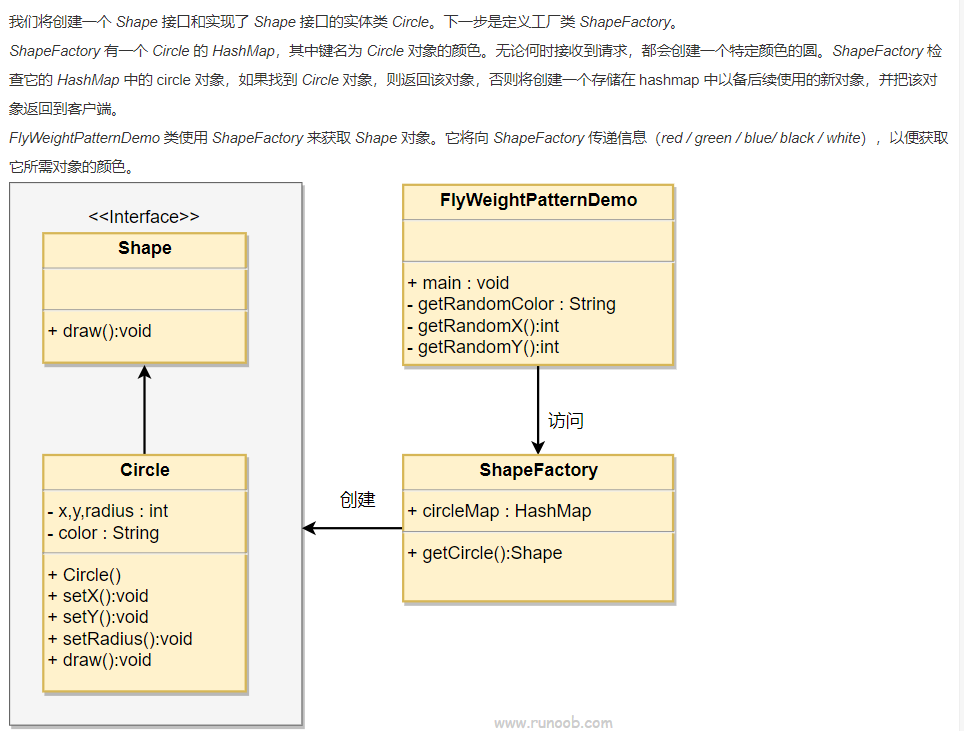 我们将创建一个 Shape 接口和实现了 Shape 接口的实体类 Circle。下一步是定义工厂类 ShapeFactory。
ShapeFactory 有一个 Circle 的 HashMap，其中键名为 Circle 对象的颜色。无论何时接收到请求，都会创建一个特定颜色的圆。ShapeFactory 检
查它的 HashMap 中的 circle 对象，如果找到 Circle 对象，则返回该对象，否则将创建一个存储在 hashmap 中以备后续使用的新对象，并把该对
象返回到客户端。
FlyWeightPatternDemo 类使用 ShapeFactory 来获取 Shape 对象。它将向 ShapeFactory 传递信息（red / green / blue/ black / white），以便获取
它所需对象的颜色。
<<Interface>>
Shape
+ draw():void
FlyWeightPatternDemo
+ main : void
- getRandomColor : String
- getRandomX():int
- getRandomY():int
访问
Circle
- x,y,radius : int
- color : String
+ Circle()
+ setX():void
+ setY():void
+ setRadius():void
+ draw():void
创建
ShapeFactory
+ circleMap : HashMap
+ getCircle():Shape
www.runoob.com